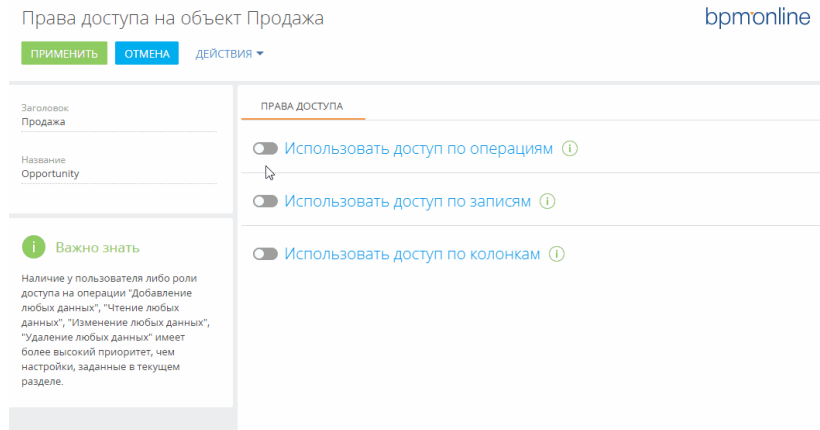 Права доступа на объект Продажа
bpmonline
ПРИМЕНИТЬ
ОТМЕНА
ДЕЙСТВИЯ
Заголовок
Продажа
Название
Opportunity
i Важно знать
Наличие у пользователя либо роли
доступа на операции "Добавление
любых данных", "Чтение любых
данных", "Изменение любых данных",
"Удаление любых данных" имеет
более высокий приоритет, чем
настройки, заданные в текущем
разделе.
ПРАВА ДОСТУПА
Использовать доступ по операциям i
Использовать доступ по записям i
Использовать доступ по колонкам i